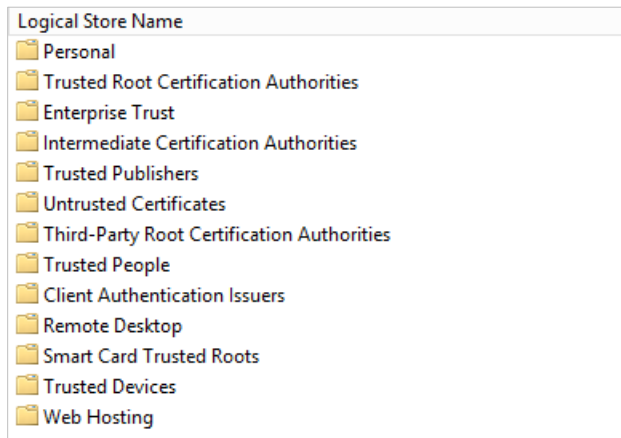 Logical Store Name
Personal
Trusted Root Certification Authorities
Enterprise Trust
Intermediate Certification Authorities
Trusted Publishers
Untrusted Certificates
Third-Party Root Certification Authorities
Trusted People
Client Authentication Issuers
Remote Desktop
Smart Card Trusted Roots
Trusted Devices
Web Hosting